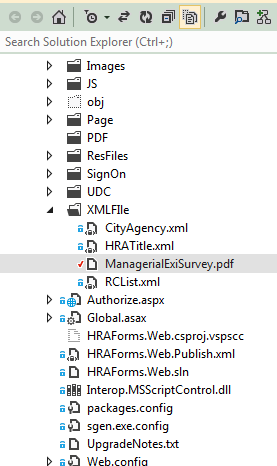 Search Solution Explorer (Ctrl+;)
Images
JS
obj
Page
PDF
ResFiles
SignOn
UDC
XMLFIle
CityAgency.xml
HRATitle.xml
ManagerialExiSurvey.pdf
RCList.xml
Authorize.aspx
Global.asax
HRAForms.Web.csproj.vspscc
HRAForms.Web.Publish.xml
HRAForms.Web.sln
Interop.MSScriptControl.dll
packages.config
sgen.exe.config
UpgradeNotes.txt
Web.config